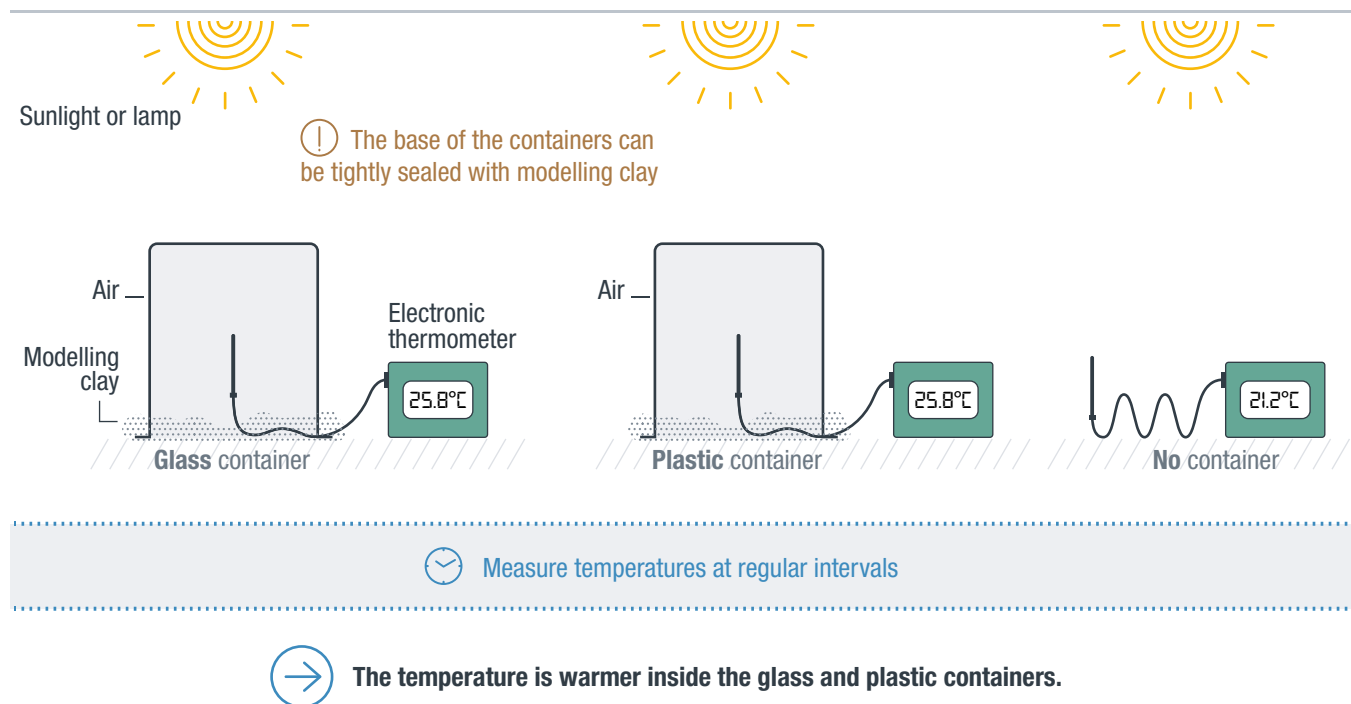 Sunlight or lamp
The base of the containers can
be tightly sealed with modelling clay
Air
Modelling
clay
Electronic
thermometer
25.8°C
Glass container
Air
25.8°C
Plastic container
21.2°C
No container
Measure temperatures at regular intervals
The temperature is warmer inside the glass and plastic containers.